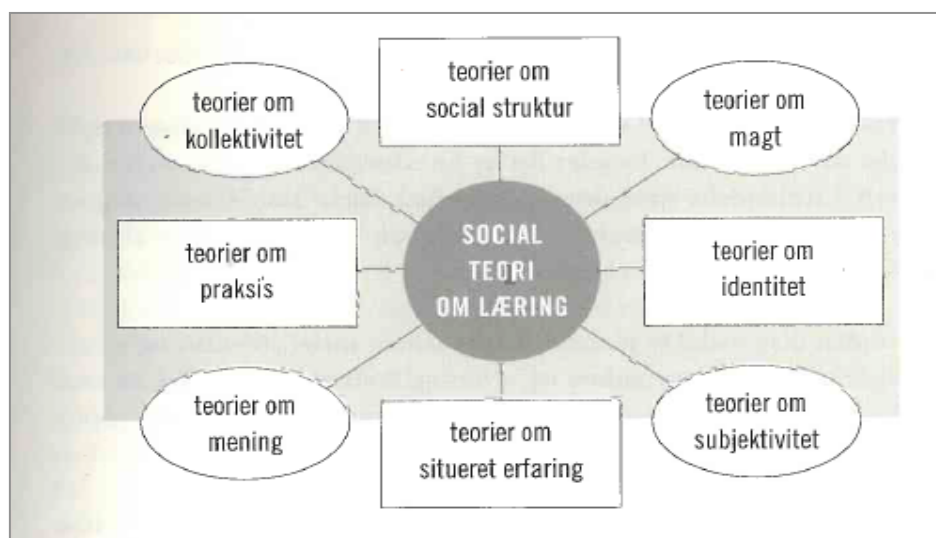 teorier om
social struktur
teorier om
kollektivitet
teorier om
magt
teorier om
praksis
SOCIAL
TEORI
OM LÆRING
teorier om
identitet
teorier om
mening
teorier om
situeret erfaring
teorier om
subjektivitet